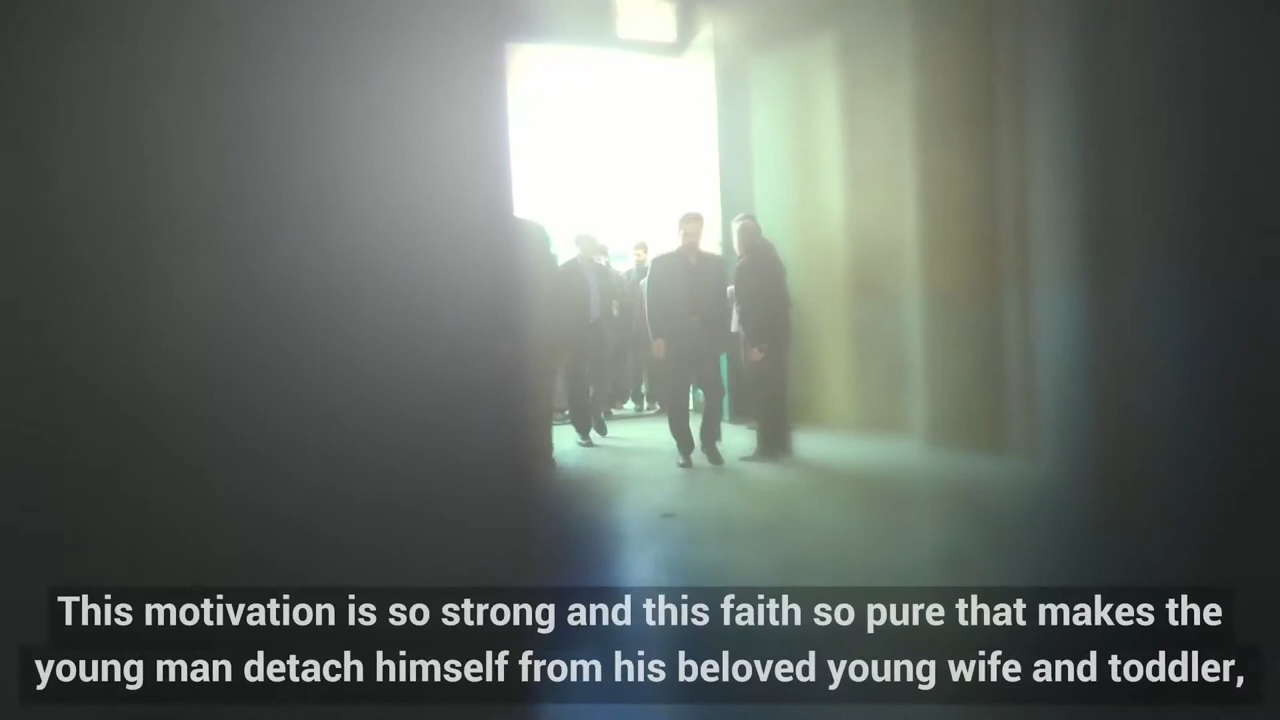 This motivation is so strong and this faith so pure that makes the
young man detach himself from his beloved young wife and toddler,